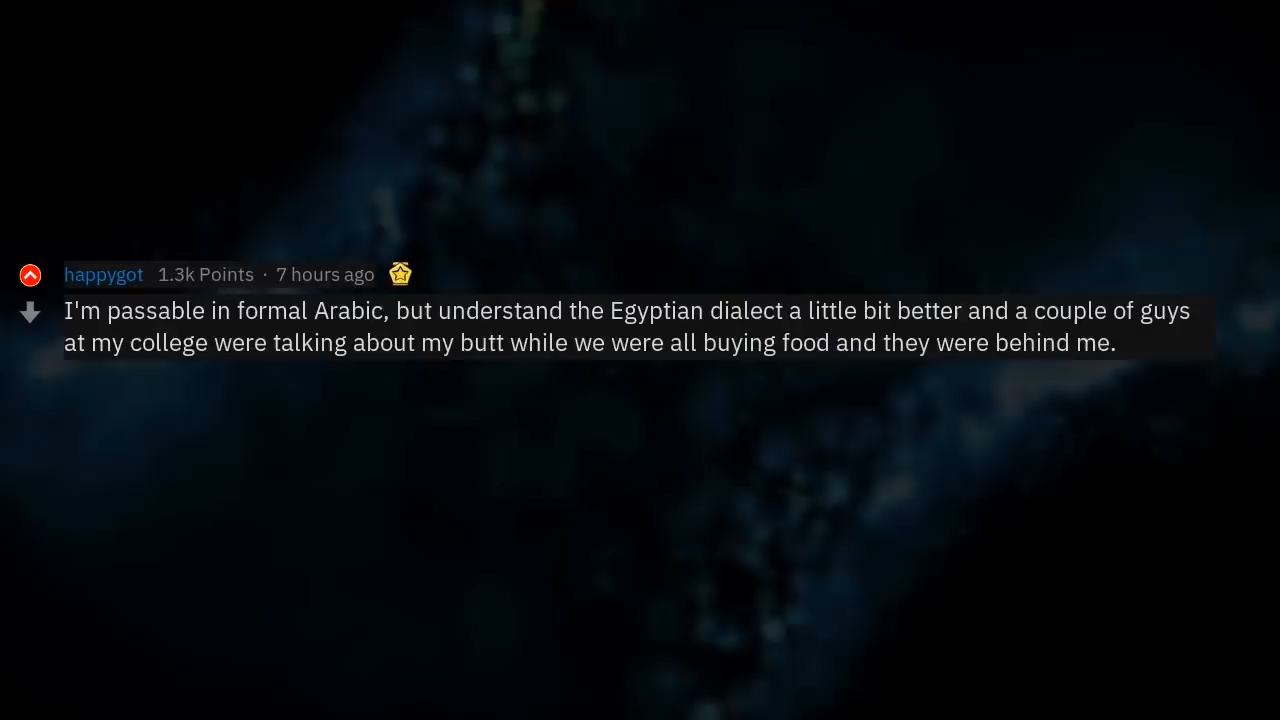 happygot 1.3k Points · 7 hours ago
I'm passable in formal Arabic, but understand the Egyptian dialect a little bit better and a couple of guys
at my college were talking about my butt while we were all buying food and they were behind me.